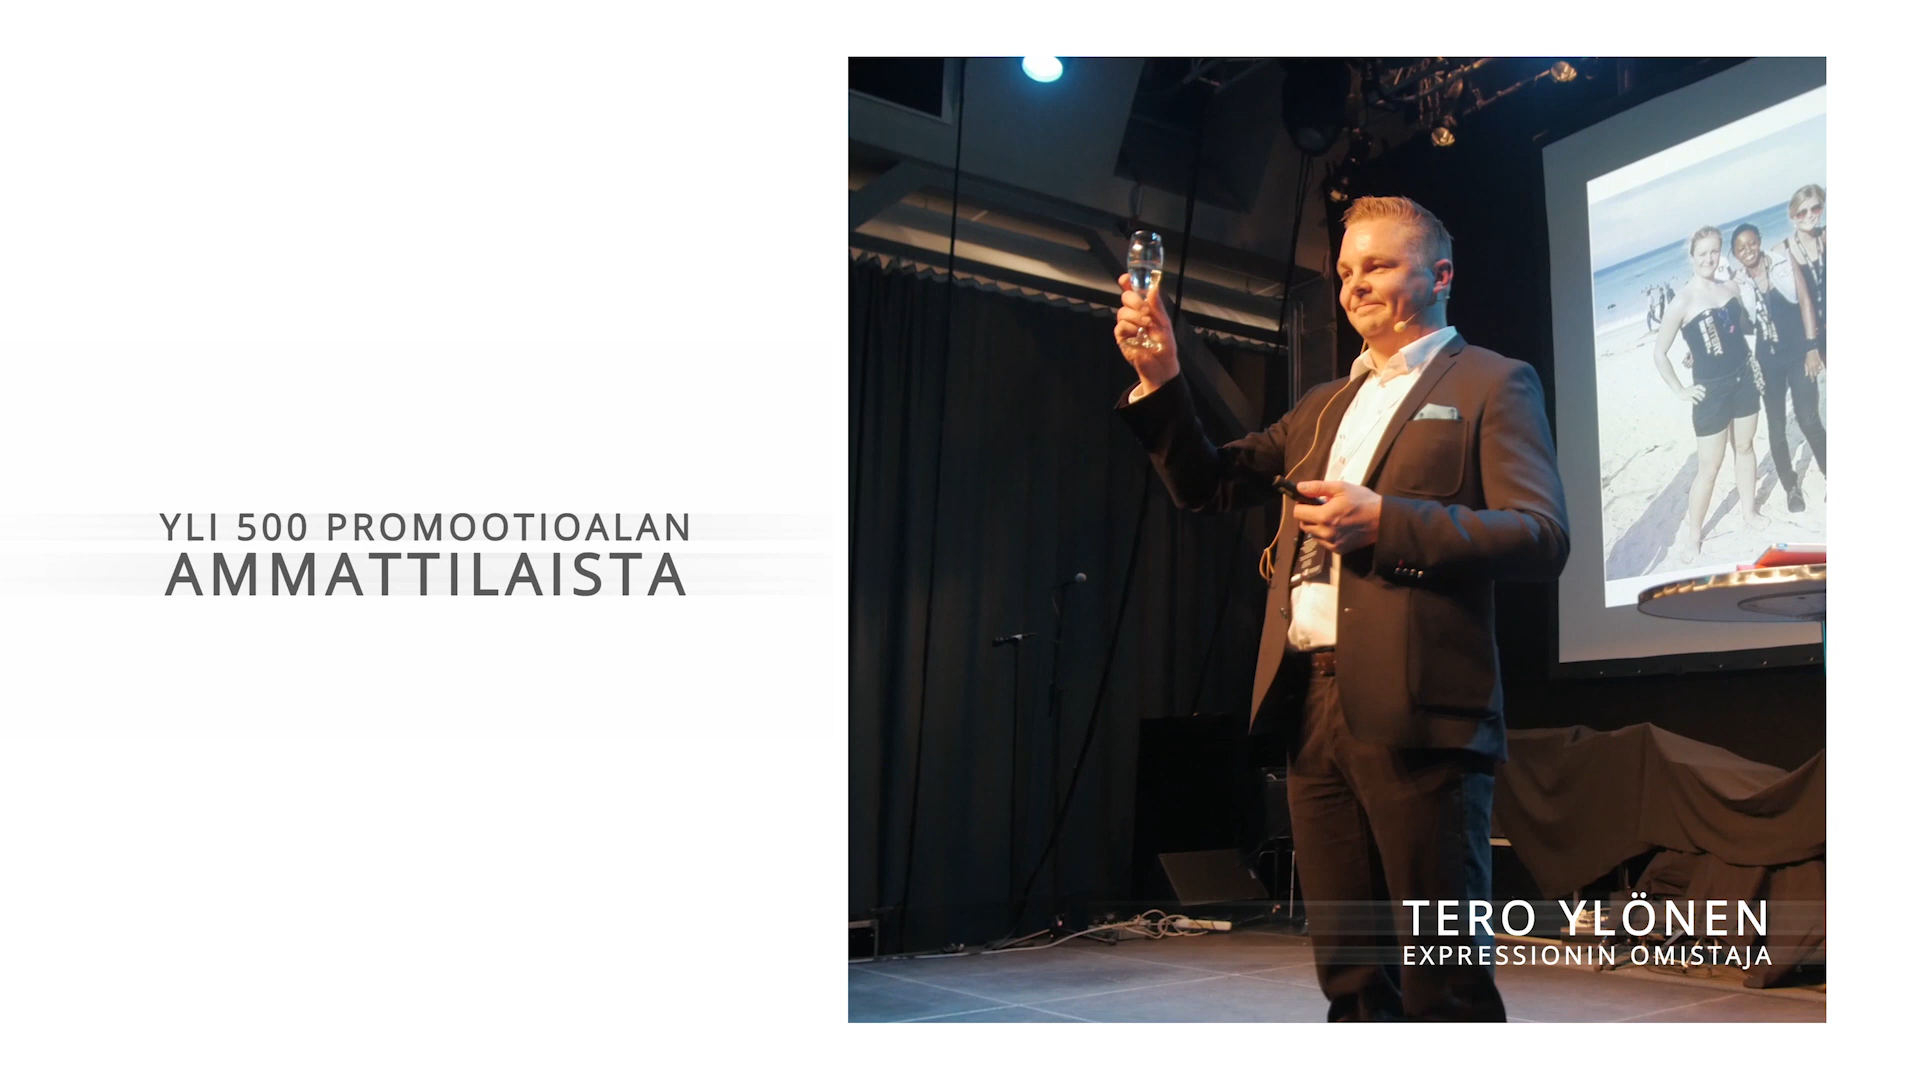 YLI 500 PROMOOTIOALAN
AMMATTILAISTA
TERO YLÖNEN
EXPRESSIONIN OMISTAJA